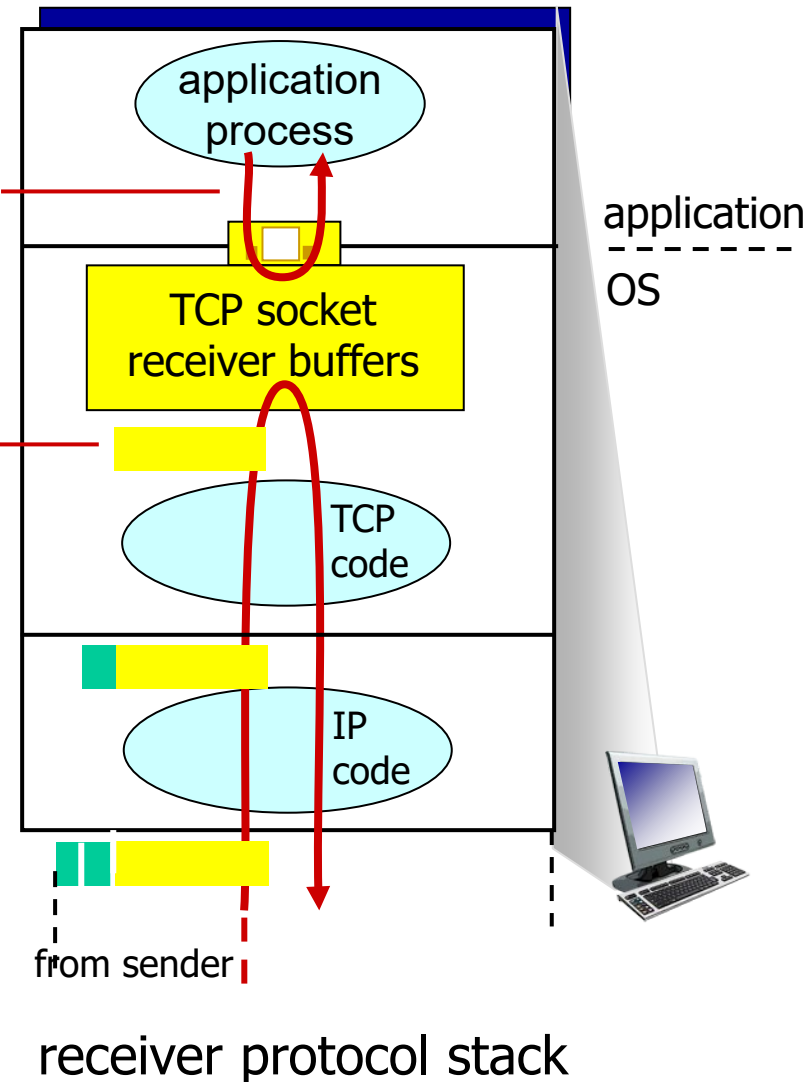 application
process
application
OS
TCP socket
receiver buffers
TCP
code
IP
code
from sender
receiver protocol stack